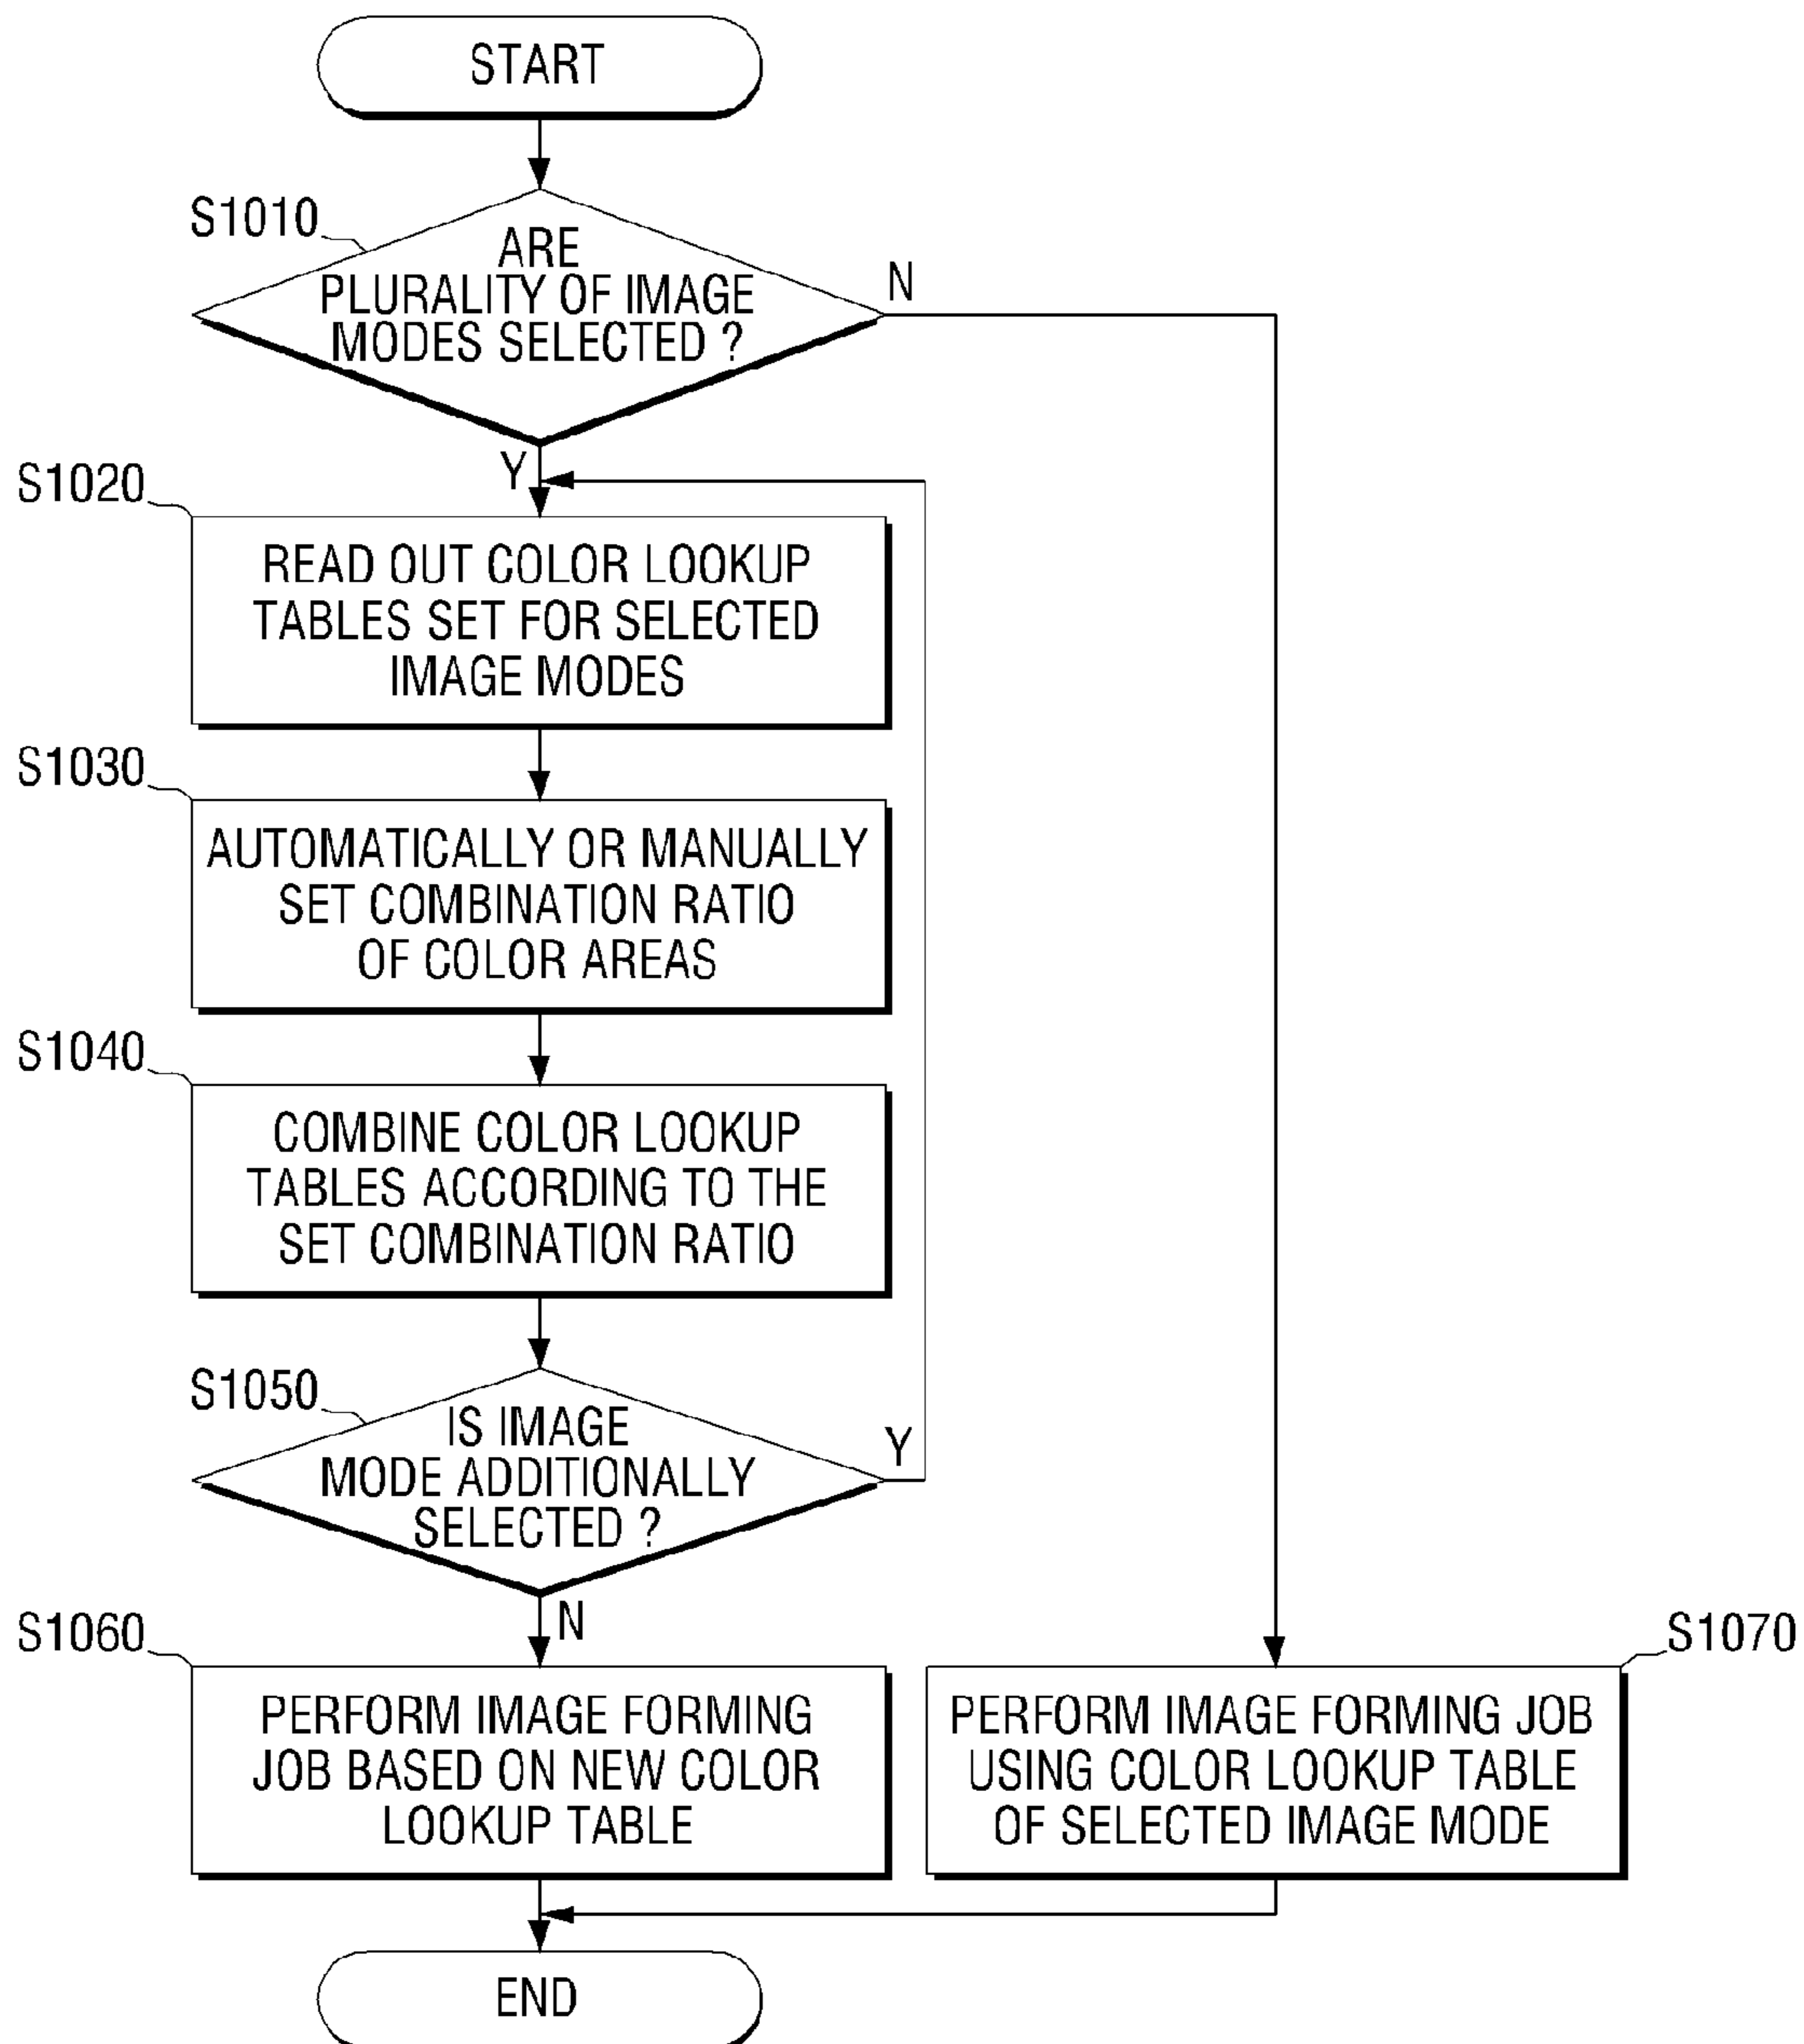 START
S1010
ARE
PLURALITY OF IMAGE
MODES SELECTED ?
N
Y
S1020
READ OUT COLOR LOOKUP
TABLES SET FOR SELECTED
IMAGE MODES
S1030
AUTOMATICALLY OR MANUALLY
SET COMBINATION RATIO
OF COLOR AREAS
S1040
COMBINE COLOR LOOKUP
TABLES ACCORDING TO THE
SET COMBINATION RATIO
S1050
IS IMAGE
MODE ADDITIONALLY
SELECTED ?
Y
N
S1060
PERFORM IMAGE FORMING
JOB BASED ON NEW COLOR
LOOKUP TABLE
S1070
PERFORM IMAGE FORMING JOB
USING COLOR LOOKUP TABLE
OF SELECTED IMAGE MODE
END